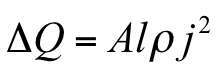 ΔQ = Alρj²